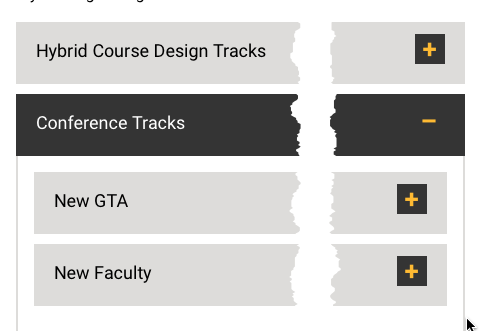 Hybrid Course Design Tracks
Conference Tracks
New GTA
New Faculty